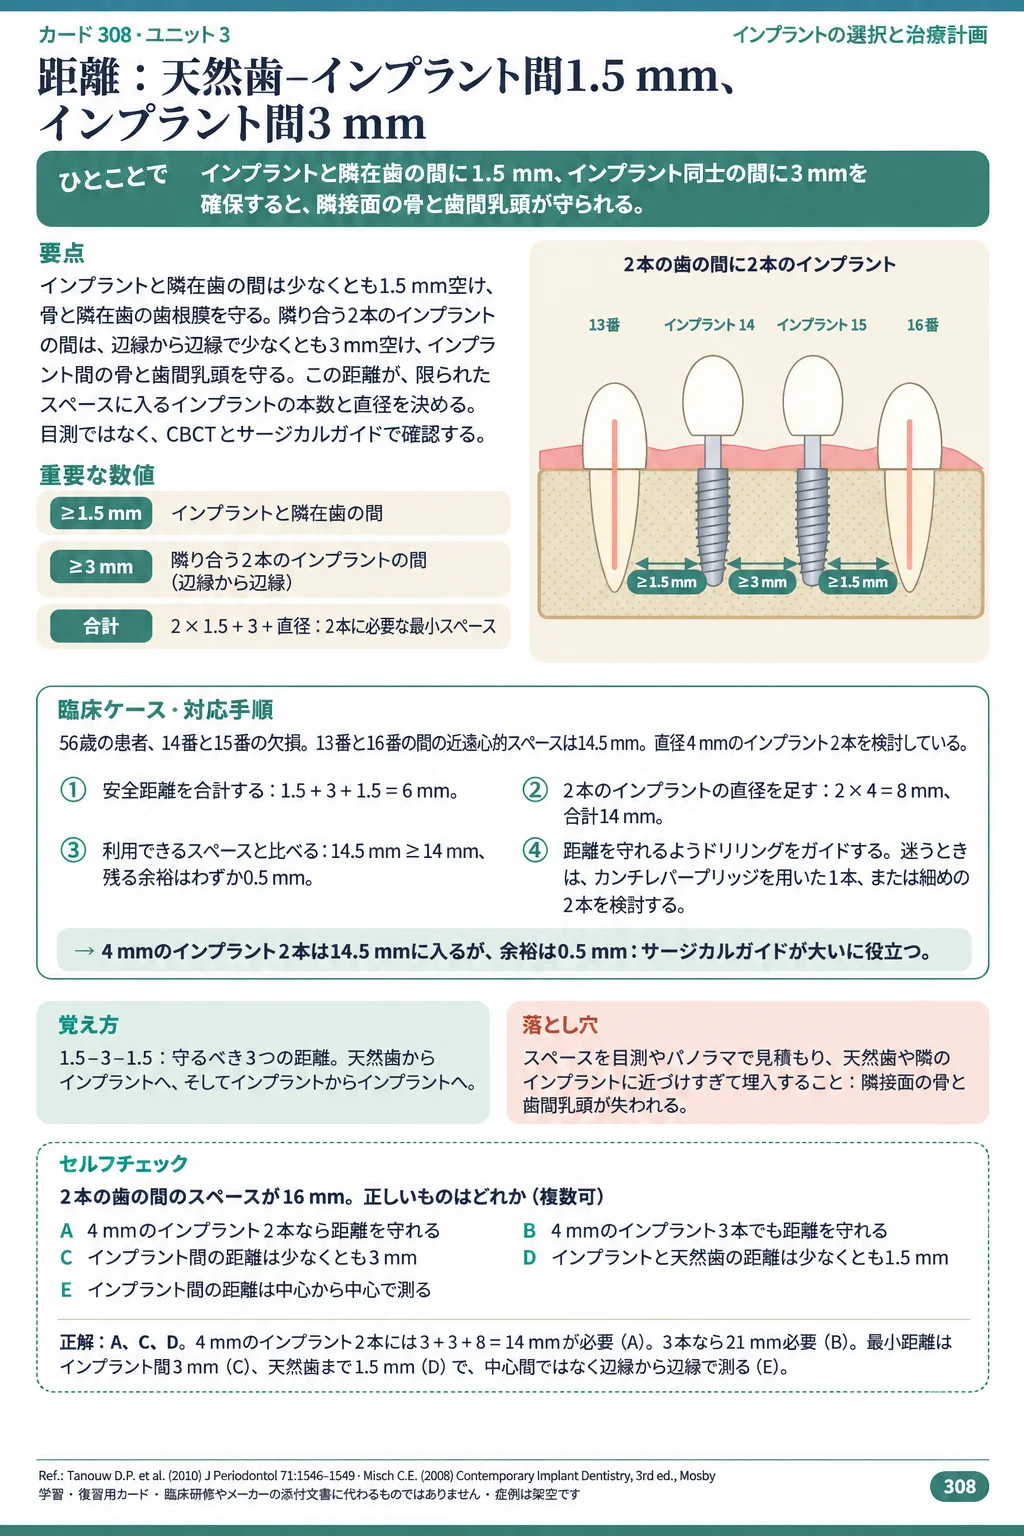 カード 308・ユニット 3
インプラントの選択と治療計画
距離：天然歯–インプラント間1.5 mm、
インプラント間3 mm
ひとことで
インプラントと隣在歯の間に1.5 mm、インプラント同士の間に3 mmを
確保すると、隣接面の骨と歯間乳頭が守られる。
要点
インプラントと隣在歯の間は少なくとも1.5 mm空け、
骨と隣在歯の歯根膜を守る。隣り合う2本のインプラント
の間は、辺縁から辺縁で少なくとも3 mm空け、インプラ
ント間の骨と歯間乳頭を守る。この距離が、限られた
スペースに入るインプラントの本数と直径を決める。
目測ではなく、CBCTとサージカルガイドで確認する。
重要な数値
≥1.5 mm インプラントと隣在歯の間
≥3 mm 隣り合う2本のインプラントの間
（辺縁から辺縁）
合計 2 × 1.5 + 3 + 直径：2本に必要な最小スペース
2本の歯の間に2本のインプラント
13番 インプラント 14 インプラント 15 16番
≥1.5 mm ≥3 mm ≥1.5 mm
臨床ケース・対応手順
56歳の患者、14番と15番の欠損。13番と16番の間の近遠心的スペースは14.5 mm。直径4 mmのインプラント2本を検討している。
① 安全距離を合計する：1.5 + 3 + 1.5 = 6 mm。
② 2本のインプラントの直径を足す：2 × 4 = 8 mm、
合計14 mm。
③ 利用できるスペースと比べる：14.5 mm ≥ 14 mm、
残る余裕はわずか0.5 mm。
④ 距離を守れるようドリリングをガイドする。迷うとき
は、カンチレバーブリッジを用いた1本、または細めの
2本を検討する。
→ 4 mmのインプラント2本は14.5 mmに入るが、余裕は0.5 mm：サージカルガイドが大いに役立つ。
覚え方
1.5–3–1.5：守るべき3つの距離。天然歯から
インプラントへ、そしてインプラントからインプラントへ。
落とし穴
スペースを目測やパノラマで見積もり、天然歯や隣の
インプラントに近づけすぎて埋入すること：隣接面の骨と
歯間乳頭が失われる。
セルフチェック
2本の歯の間のスペースが16 mm。正しいものはどれか（複数可）
A 4 mmのインプラント2本なら距離を守れる
B 4 mmのインプラント3本でも距離を守れる
C インプラント間の距離は少なくとも3 mm
D インプラントと天然歯の距離は少なくとも1.5 mm
E インプラント間の距離は中心から中心で測る
正解：A、C、D。4 mmのインプラント2本には3 + 3 + 8 = 14 mmが必要（A）。3本なら21 mm必要（B）。最小距離は
インプラント間3 mm（C）、天然歯まで1.5 mm（D）で、中心間ではなく辺縁から辺縁で測る（E）。
Ref.: Tanouw D.P. et al. (2010) J Periodontol 71:1546–1549 · Misch C.E. (2008) Contemporary Implant Dentistry, 3rd ed., Mosby
学習・復習用カード・臨床研修やメーカーの添付文書に代わるものではありません・症例は架空です
308